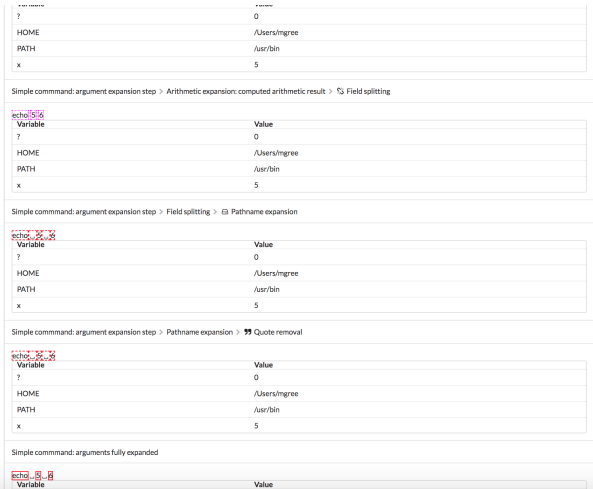 Variable Value
? 0
HOME /Users/mgree
PATH /usr/bin
x 5
Simple commmand: argument expansion step > Arithmetic expansion: computed arithmetic result > Field splitting
echo 5 6
Variable Value
? 0
HOME /Users/mgree
PATH /usr/bin
x 5
Simple commmand: argument expansion step > Field splitting > Pathname expansion
echo␣5␣6
Variable Value
? 0
HOME /Users/mgree
PATH /usr/bin
x 5
Simple commmand: argument expansion step > Pathname expansion > Quote removal
echo␣5␣6
Variable Value
? 0
HOME /Users/mgree
PATH /usr/bin
x 5
Simple commmand: arguments fully expanded
echo␣5␣6
Variable Value